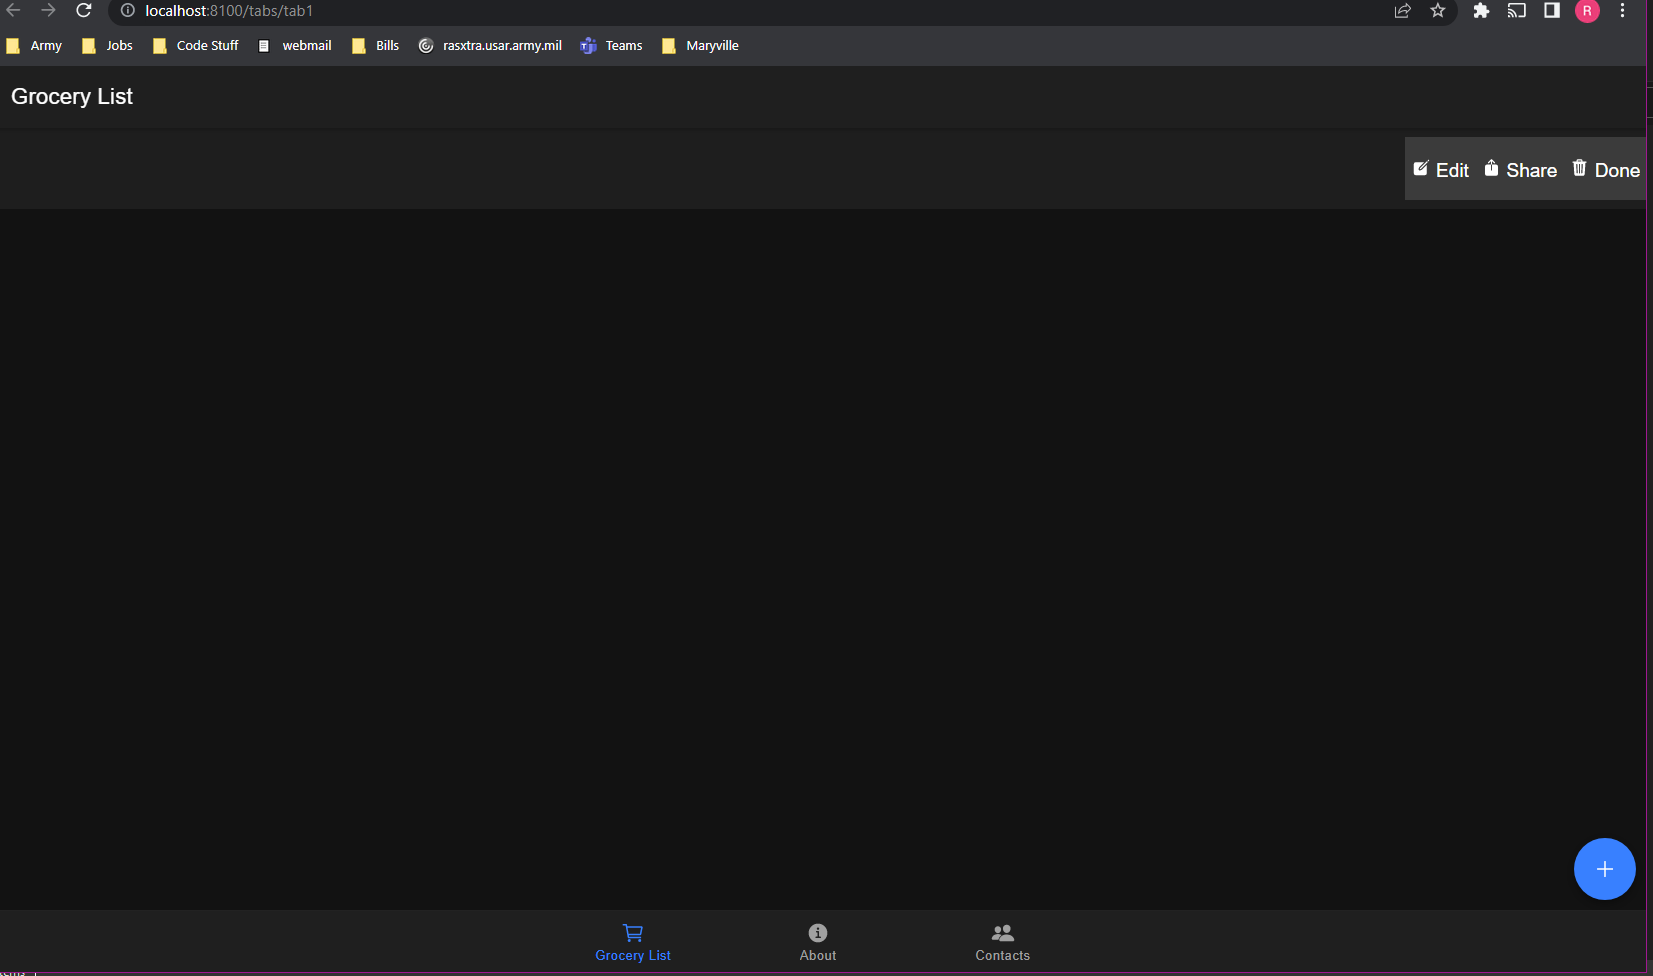 localhost:8100/tabs/tab1
R
Army Jobs Code Stuff webmail Bills rasxtra.usar.army.mil Teams Maryville
Grocery List
Edit Share Done
Grocery List About Contacts